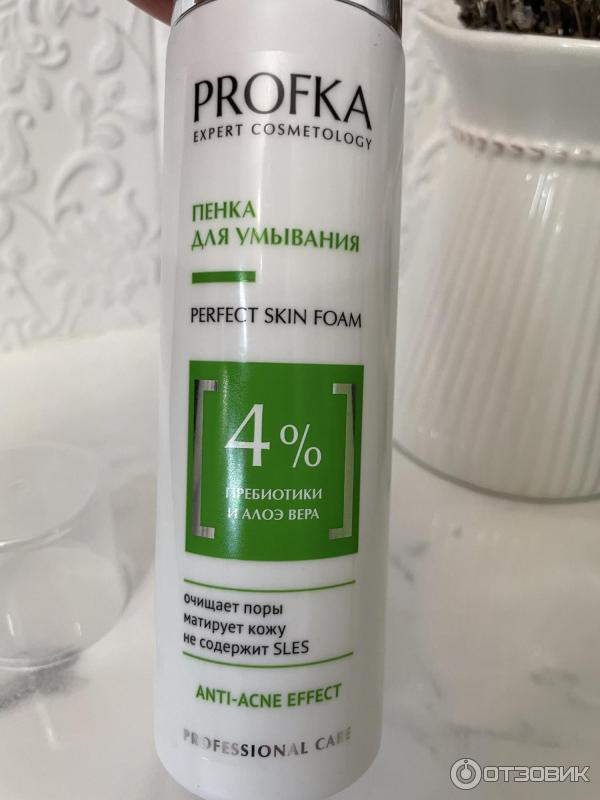 PROFKA
EXPERT COSMETOLOGY
ПЕНКА
ДЛЯ УМЫВАНИЯ
PERFECT SKIN FOAM
4%
ПРЕБИОТИКИ
И АЛОЭ ВЕРА
очищает поры
матирует кожу
не содержит SLES
ANTI-ACNE EFFECT
PROFESSIONAL CARE
ОТЗОВИК